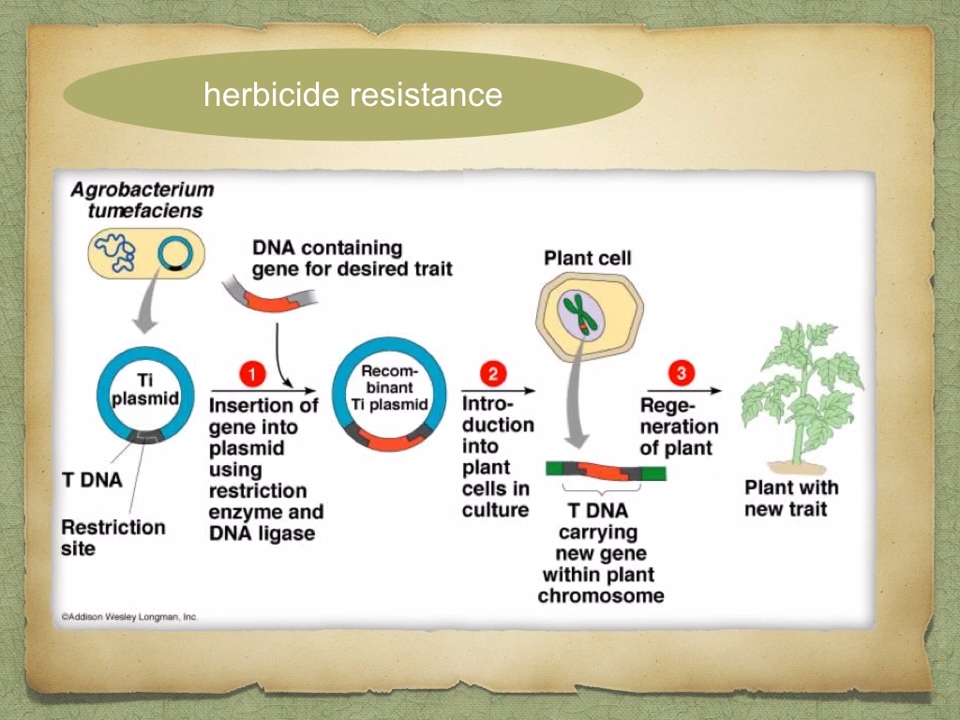 herbicide resistance
Agrobacterium
tumefaciens
DNA containing
gene for desired trait
Plant cell
Ti
plasmid
1
Recom-
binant
Ti plasmid
2
3
Insertion of
gene into
plasmid
using
restriction
enzyme and
DNA ligase
Intro-
duction
into
plant
cells in
culture
Rege-
neration
of plant
T DNA
Restriction
site
T DNA
carrying
new gene
within plant
chromosome
Plant with
new trait
©Addison Wesley Longman, Inc.